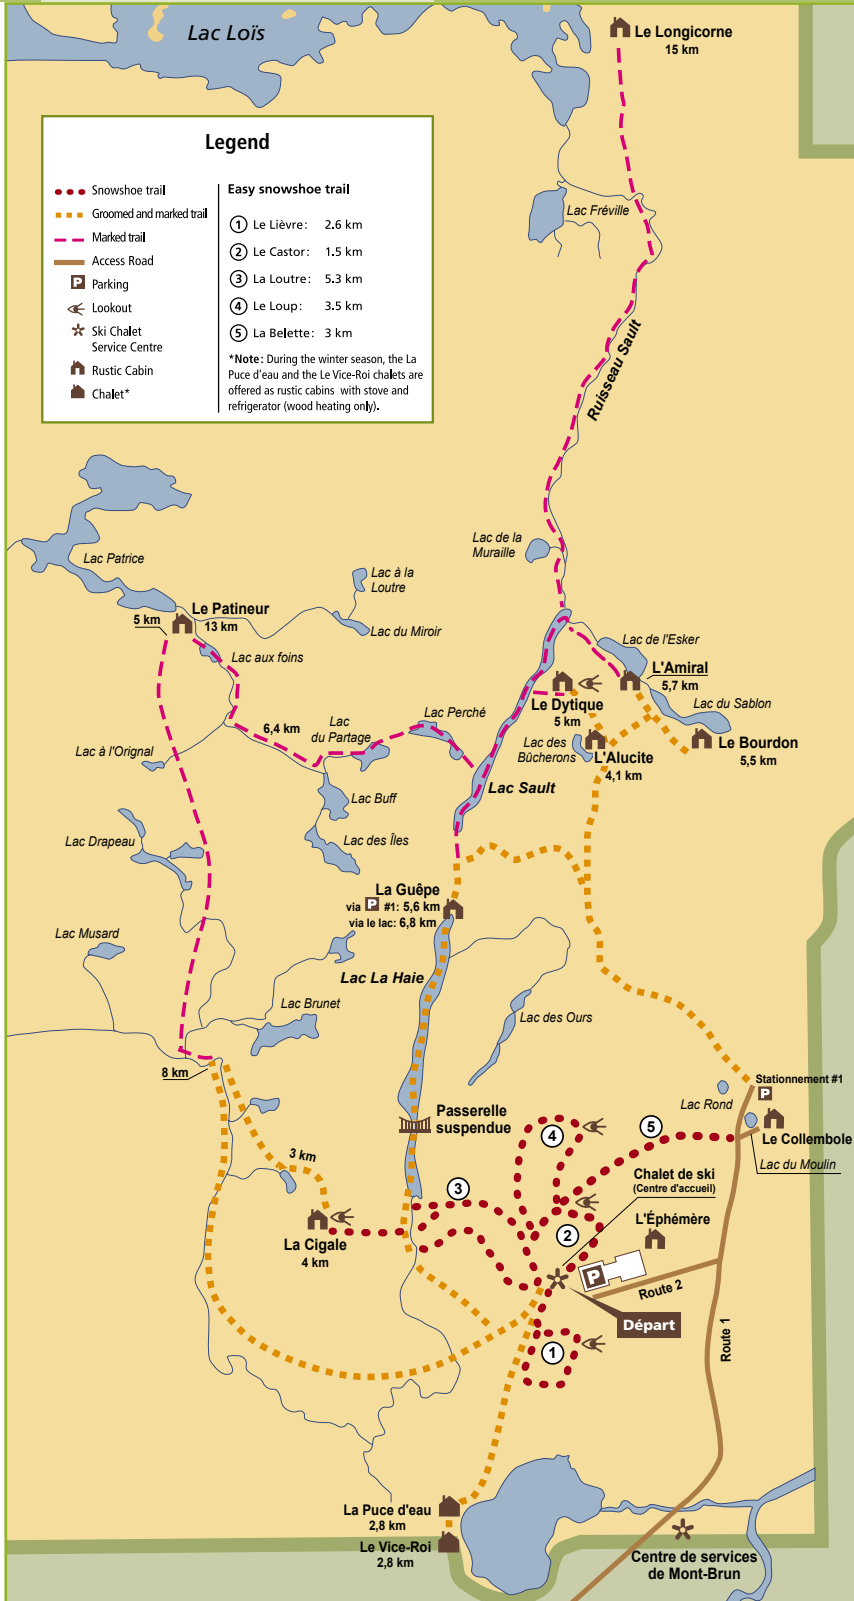 Lac Loïs
Le Longicorne
15 km
Legend
Snowshoe trail
Groomed and marked trail
Marked trail
Access Road
P Parking
Lookout
Ski Chalet
Service Centre
Rustic Cabin
Chalet*
Easy snowshoe trail
1 Le Lièvre: 2.6 km
2 Le Castor: 1.5 km
3 La Loutre: 5.3 km
4 Le Loup: 3.5 km
5 La Belette: 3 km
*Note: During the winter season, the La
Puce d'eau and the Le Vice-Roi chalets are
offered as rustic cabins with stove and
refrigerator (wood heating only).
Lac Fréville
Ruisseau Sault
Lac de la
Muraille
Lac Patrice
Lac à la
Loutre
Le Patineur
13 km
5 km
Lac du Miroir
Lac aux foins
Lac de l'Esker
L'Amiral
5,7 km
Lac du Sablon
Le Dytique
5 km
Lac Perché
Lac
du Partage
6,4 km
Lac des
Bûcherons
L'Alucite
4,1 km
Le Bourdon
5,5 km
Lac à l'Orignal
Lac Sault
Lac Buff
Lac Drapeau
Lac des Îles
La Guêpe
via P #1: 5,6 km
via le lac: 6,8 km
Lac Musard
Lac La Haie
Lac Brunet
Lac des Ours
8 km
Stationnement #1
P
Lac Rond
Passerelle
suspendue
4
5
Le Collembole
Lac du Moulin
3 km
Chalet de ski
(Centre d'accueil)
3
L'Éphémère
2
La Cigale
4 km
P
Route 2
Départ
Route 1
1
La Puce d'eau
2,8 km
Le Vice-Roi
2,8 km
Centre de services
de Mont-Brun